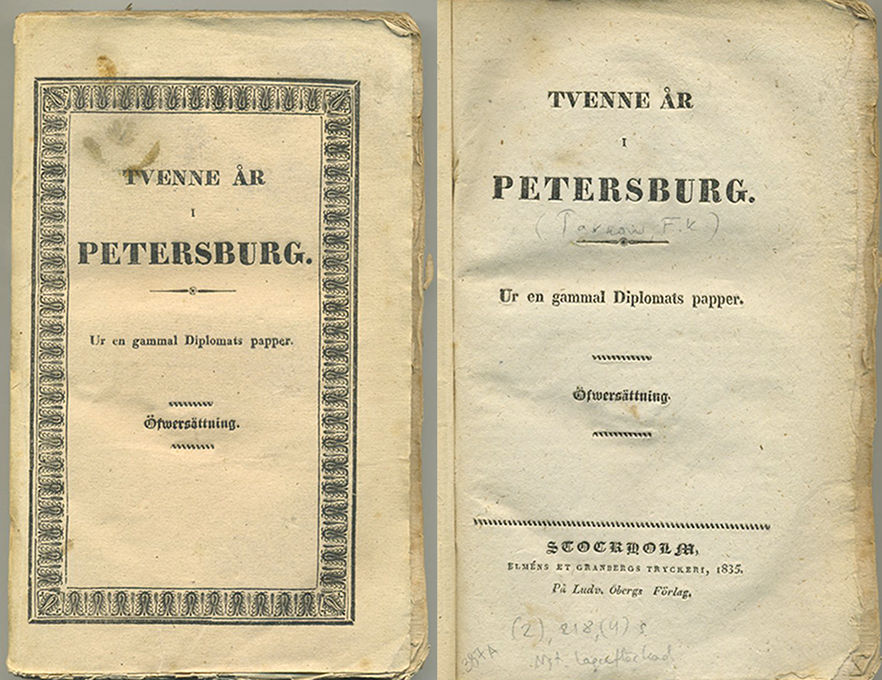 TVENNE ÅR
I
PETERSBURG.
Ur en gammal Diplomats papper.
Öfwersättning.
TVENNE ÅR
I
PETERSBURG.
(Tarnow, F. K)
Ur en gammal Diplomats papper.
Öfwersättning.
STOCKHOLM,
ELMÉNS ET GRANBERGS TRYCKERI, 1835.
På Ludv. Öbergs Förlag.
(2), 218, (4) s